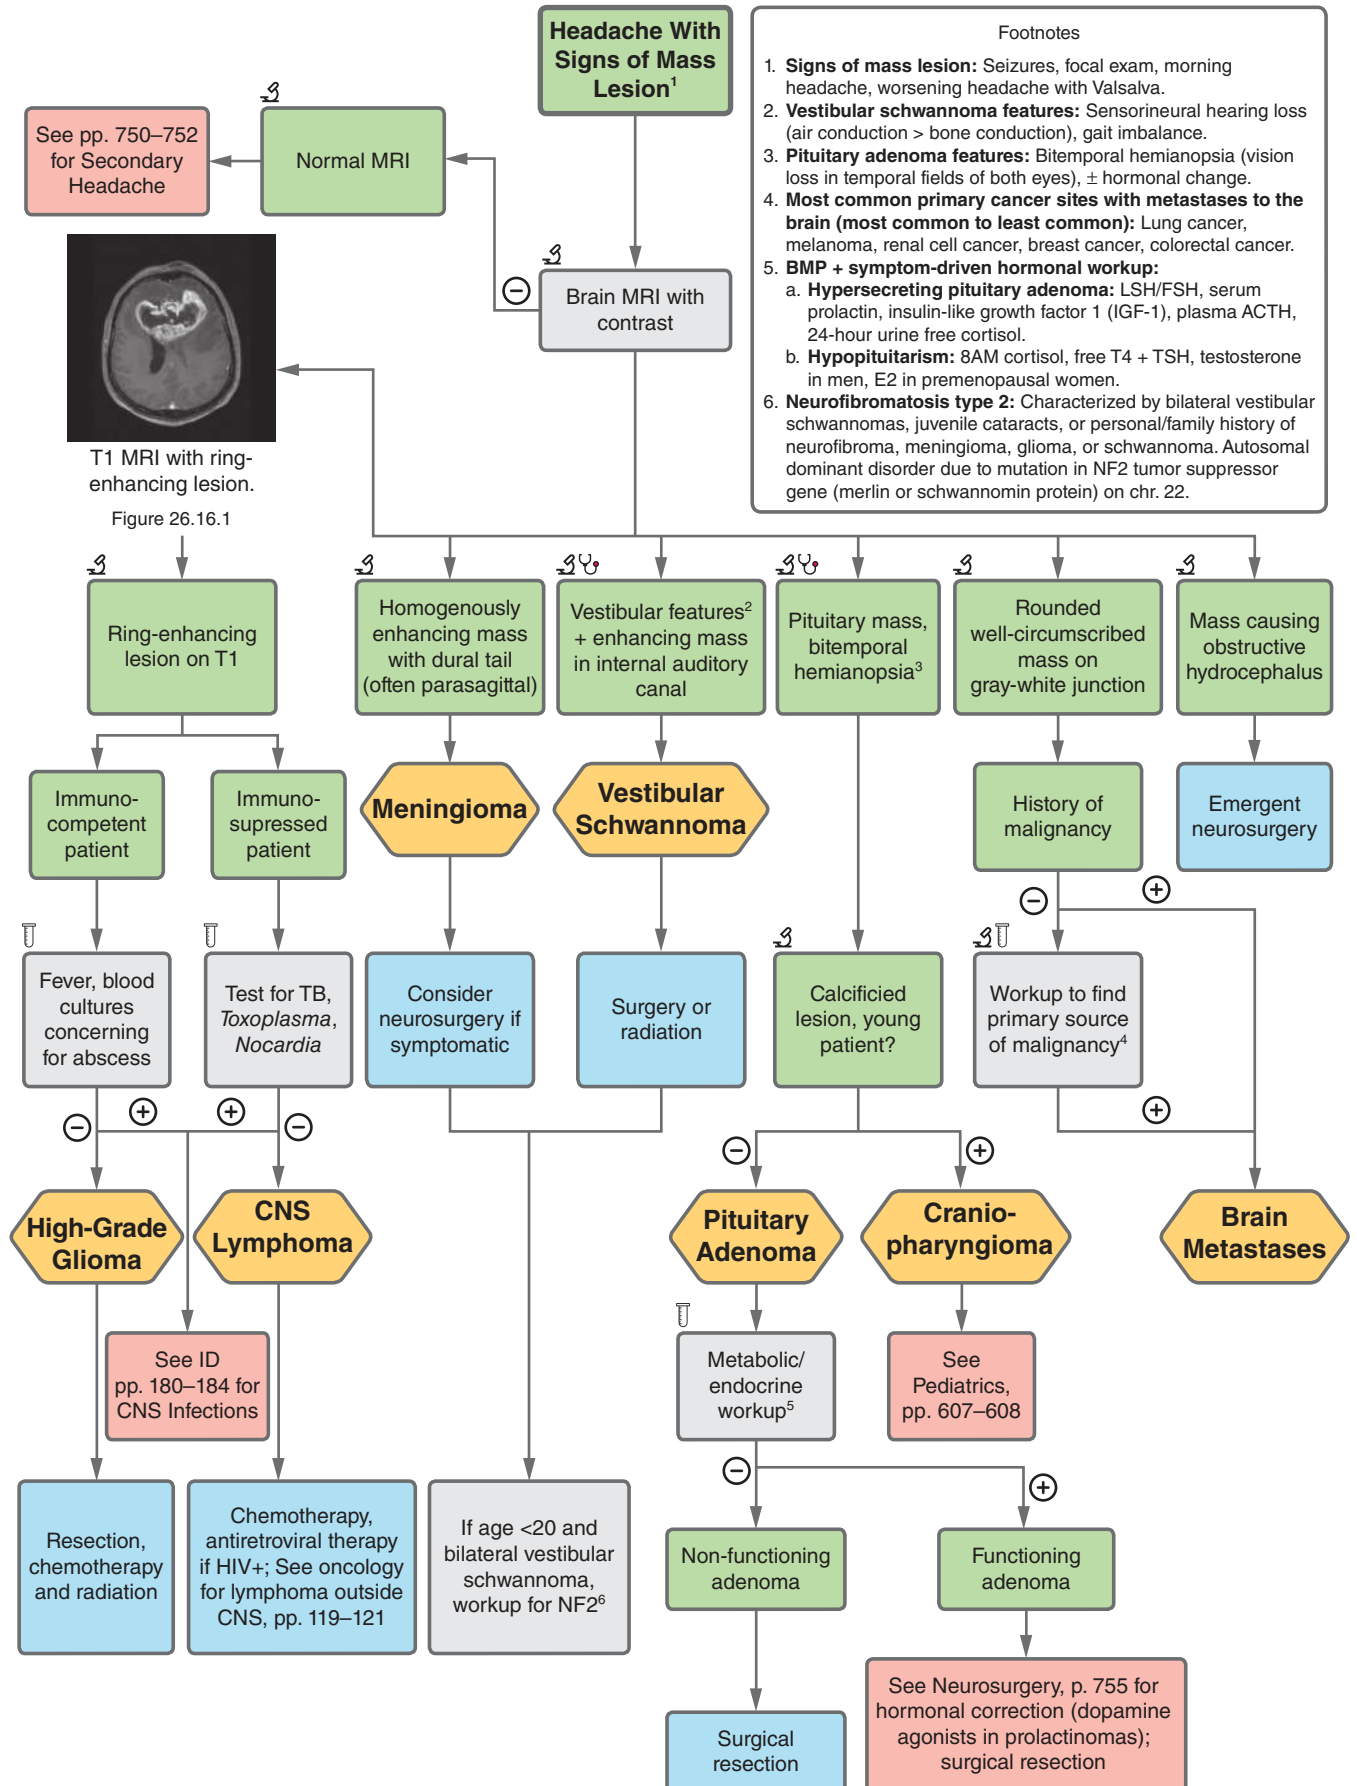 Headache With
Signs of Mass
Lesion1
Footnotes
1. Signs of mass lesion: Seizures, focal exam, morning
headache, worsening headache with Valsalva.
2. Vestibular schwannoma features: Sensorineural hearing loss
(air conduction > bone conduction), gait imbalance.
3. Pituitary adenoma features: Bitemporal hemianopsia (vision
loss in temporal fields of both eyes), ± hormonal change.
4. Most common primary cancer sites with metastases to the
brain (most common to least common): Lung cancer,
melanoma, renal cell cancer, breast cancer, colorectal cancer.
5. BMP + symptom-driven hormonal workup:
a. Hypersecreting pituitary adenoma: LSH/FSH, serum
prolactin, insulin-like growth factor 1 (IGF-1), plasma ACTH,
24-hour urine free cortisol.
b. Hypopituitarism: 8AM cortisol, free T4 + TSH, testosterone
in men, E2 in premenopausal women.
6. Neurofibromatosis type 2: Characterized by bilateral vestibular
schwannomas, juvenile cataracts, or personal/family history of
neurofibroma, meningioma, glioma, or schwannoma. Autosomal
dominant disorder due to mutation in NF2 tumor suppressor
gene (merlin or schwannomin protein) on chr. 22.
See pp. 750–752
for Secondary
Headache
Normal MRI
Brain MRI with
contrast
T1 MRI with ring-
enhancing lesion.
Figure 26.16.1
Ring-enhancing
lesion on T1
Homogenously
enhancing mass
with dural tail
(often parasagittal)
Vestibular features2
+ enhancing mass
in internal auditory
canal
Pituitary mass,
bitemporal
hemianopsia3
Rounded
well-circumscribed
mass on
gray-white junction
Mass causing
obstructive
hydrocephalus
Immuno-
competent
patient
Immuno-
supressed
patient
Meningioma
Vestibular
Schwannoma
History of
malignancy
Emergent
neurosurgery
Fever, blood
cultures
concerning
for abscess
Test for TB,
Toxoplasma,
Nocardia
Consider
neurosurgery if
symptomatic
Surgery or
radiation
Calcificied
lesion, young
patient?
Workup to find
primary source
of malignancy4
High-Grade
Glioma
CNS
Lymphoma
Pituitary
Adenoma
Cranio-
pharyngioma
Brain
Metastases
See ID
pp. 180–184 for
CNS Infections
Metabolic/
endocrine
workup5
See
Pediatrics,
pp. 607–608
Resection,
chemotherapy
and radiation
Chemotherapy,
antiretroviral therapy
if HIV+; See oncology
for lymphoma outside
CNS, pp. 119–121
If age <20 and
bilateral vestibular
schwannoma,
workup for NF26
Non-functioning
adenoma
Functioning
adenoma
Surgical
resection
See Neurosurgery, p. 755 for
hormonal correction (dopamine
agonists in prolactinomas);
surgical resection